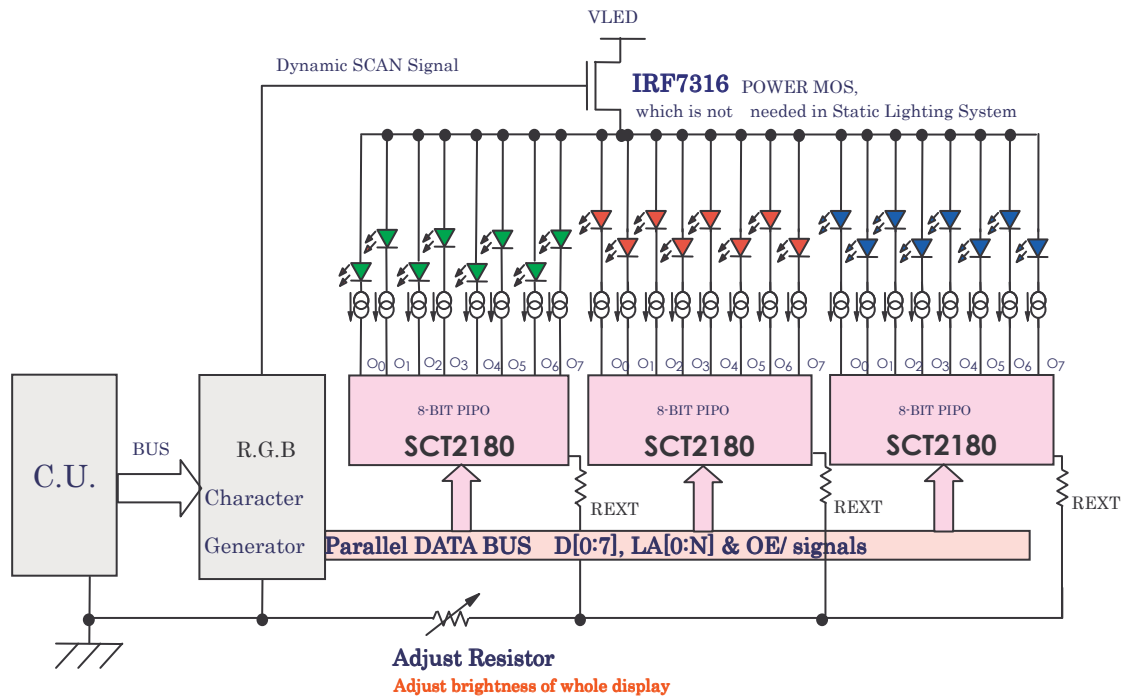 VLED
Dynamic SCAN Signal
IRF7316 POWER MOS,
which is not needed in Static Lighting System
O0 O1 O2 O3 O4 O5 O6 O7
O0 O1 O2 O3 O4 O5 O6 O7
O0 O1 O2 O3 O4 O5 O6 O7
8-BIT PIPO
SCT2180
8-BIT PIPO
SCT2180
8-BIT PIPO
SCT2180
C.U.
BUS
R.G.B
Character
Generator
REXT
REXT
REXT
Parallel DATA BUS D[0:7], LA[0:N] & OE/ signals
Adjust Resistor
Adjust brightness of whole display